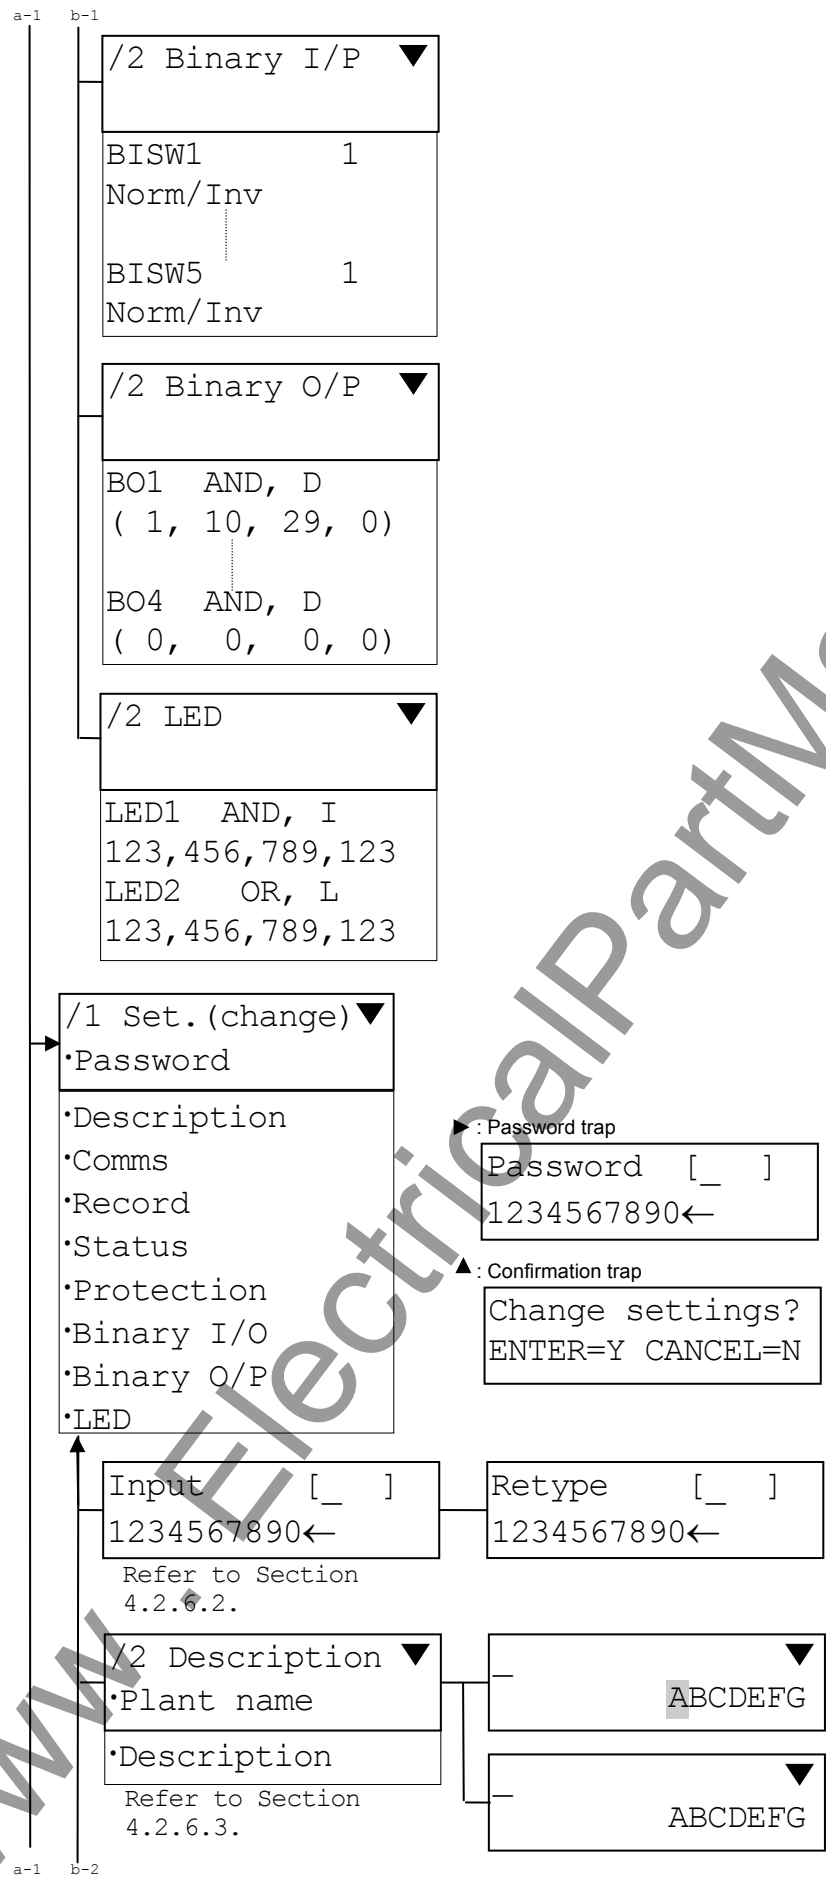 a-1 b-1
/2 Binary I/P ▼
BISW1 1
Norm/Inv
BISW5 1
Norm/Inv
/2 Binary O/P ▼
BO1 AND, D
( 1, 10, 29, 0)
BO4 AND, D
( 0, 0, 0, 0)
/2 LED ▼
LED1 AND, I
123,456,789,123
LED2 OR, L
123,456,789,123
/1 Set.(change)▼
·Password
·Description
·Comms
·Record
·Status
·Protection
·Binary I/O
·Binary O/P
·LED
▶ : Password trap
Password [_ ]
1234567890←
▲ : Confirmation trap
Change settings?
ENTER=Y CANCEL=N
Input [_ ]
1234567890←
Retype [_ ]
1234567890←
Refer to Section
4.2.6.2.
/2 Description ▼
·Plant name
·Description
_ ▼
ABCDEFG
_ ▼
ABCDEFG
Refer to Section
4.2.6.3.
a-1 b-2
www . ElectricalPartM